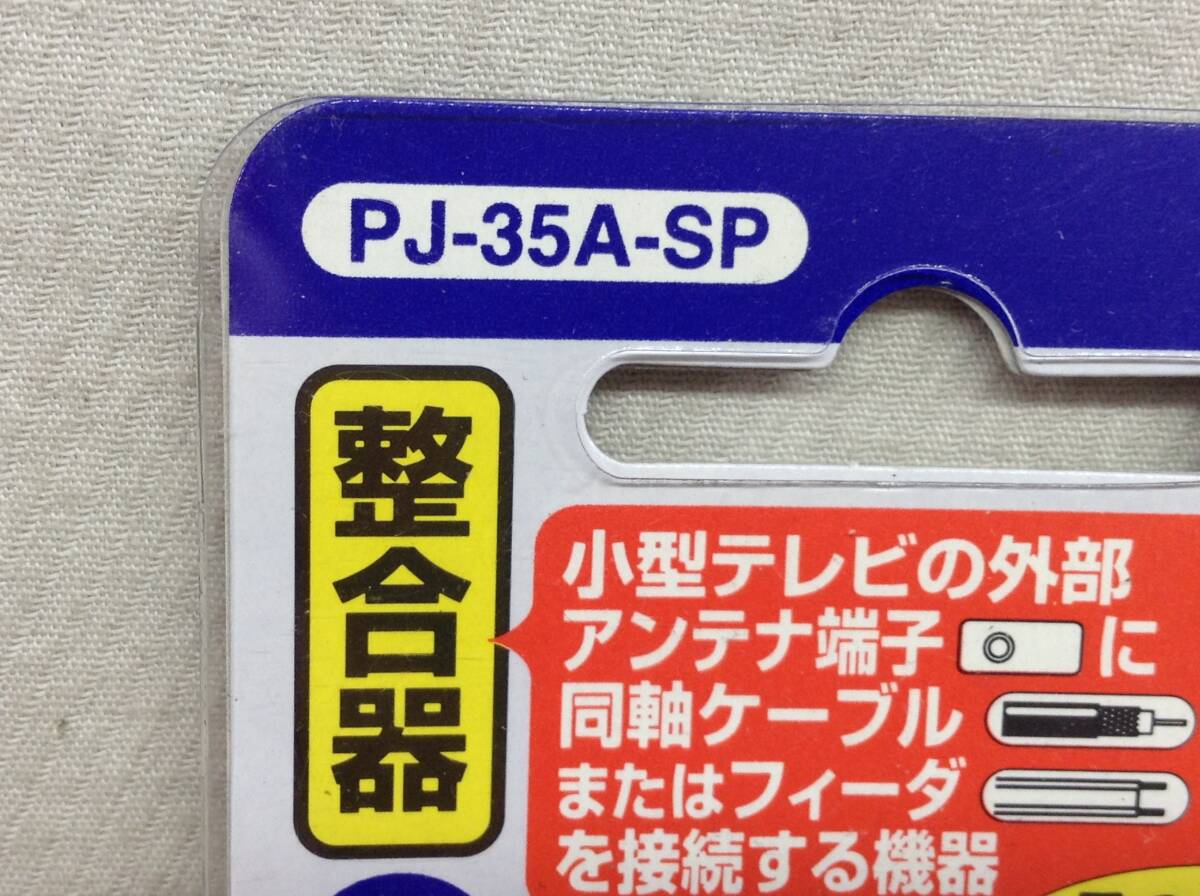 PJ-35A-SP
整合器
小型テレビの外部
アンテナ端子に
同軸ケーブル
またはフィーダ
を接続する機器